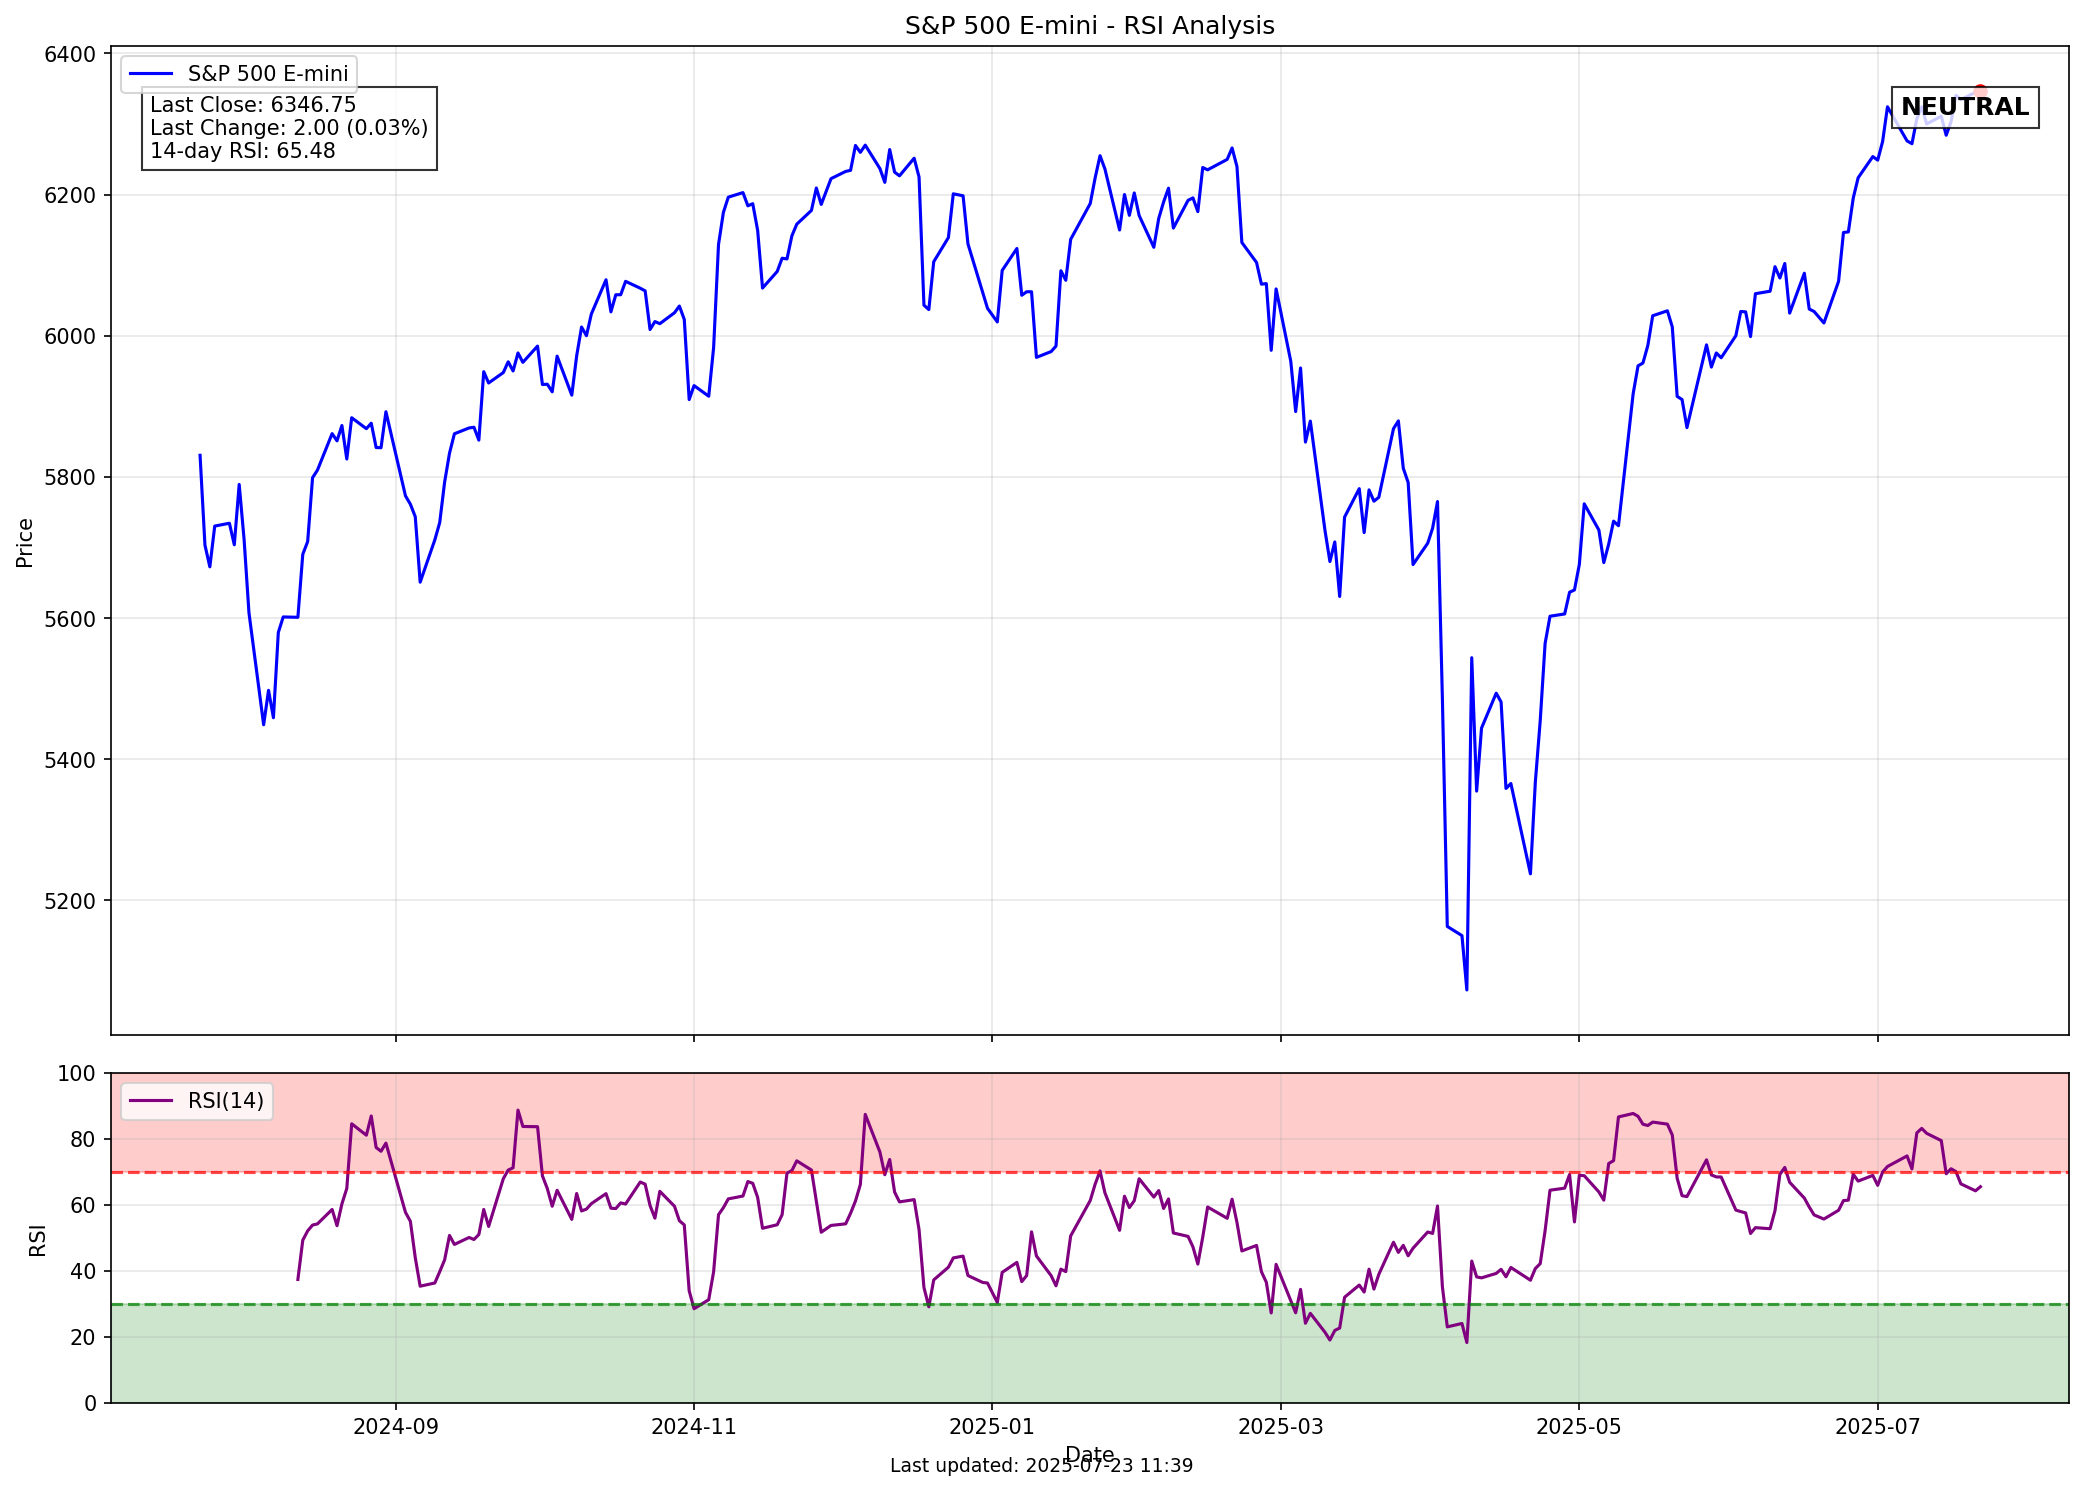 S&P 500 E-mini - RSI Analysis
S&P 500 E-mini
Last Close: 6346.75
Last Change: 2.00 (0.03%)
14-day RSI: 65.48
NEUTRAL
Price
6400
6200
6000
5800
5600
5400
5200
RSI(14)
RSI
100
80
60
40
20
0
2024-09
2024-11
2025-01
2025-03
2025-05
2025-07
Date
Last updated: 2025-07-23 11:39